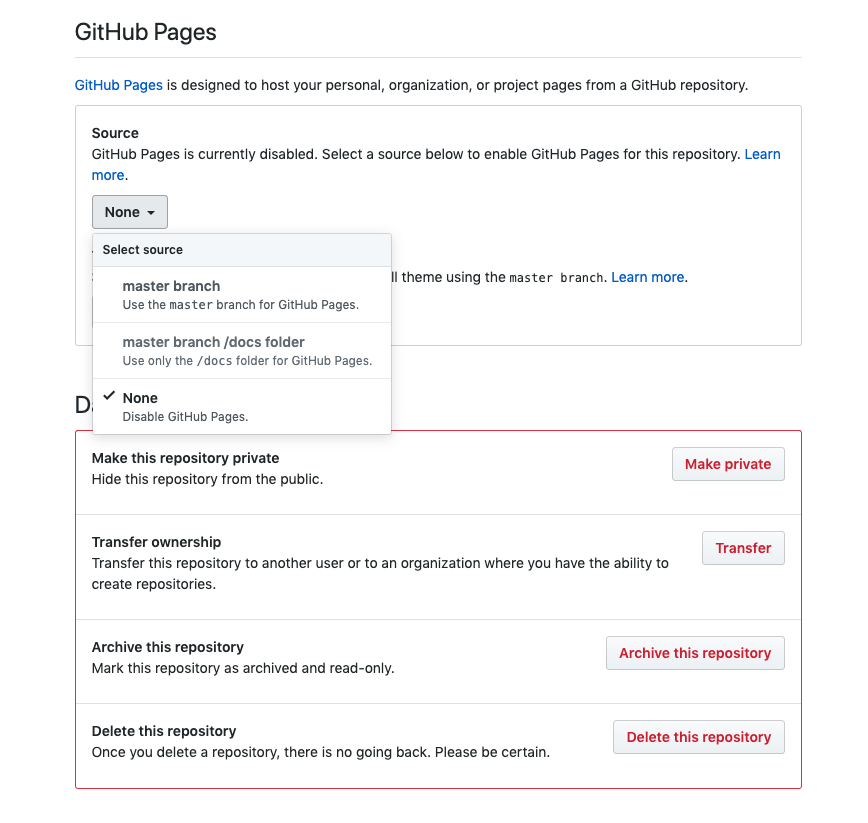 GitHub Pages
GitHub Pages is designed to host your personal, organization, or project pages from a GitHub repository.
Source
GitHub Pages is currently disabled. Select a source below to enable GitHub Pages for this repository. Learn
more.
None
Select source
theme using the master branch. Learn more.
master branch
Use the master branch for GitHub Pages.
master branch /docs folder
Use only the /docs folder for GitHub Pages.
None
Disable GitHub Pages.
Make this repository private
Hide this repository from the public.
Make private
Transfer ownership
Transfer this repository to another user or to an organization where you have the ability to
create repositories.
Transfer
Archive this repository
Mark this repository as archived and read-only.
Archive this repository
Delete this repository
Once you delete a repository, there is no going back. Please be certain.
Delete this repository